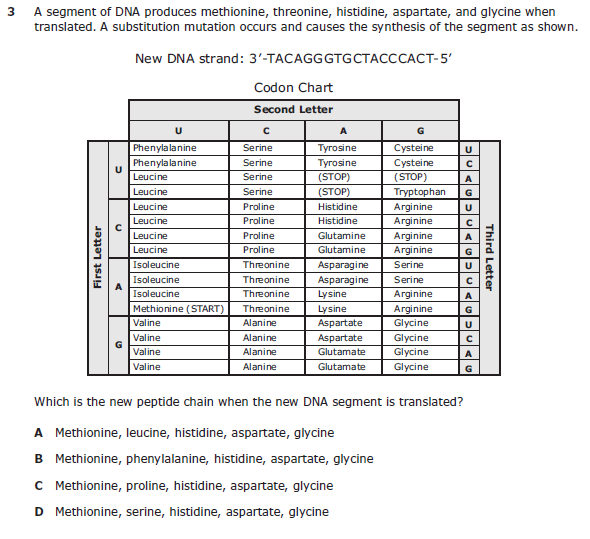 3 A segment of DNA produces methionine, threonine, histidine, aspartate, and glycine when
translated. A substitution mutation occurs and causes the synthesis of the segment as shown.
New DNA strand: 3′-TACAGGGTGCTACCCACT-5′
Codon Chart
Second Letter
U C A G
First Letter
Third Letter
U
Phenylalanine Serine Tyrosine Cysteine U
Phenylalanine Serine Tyrosine Cysteine C
Leucine Serine (STOP) (STOP) A
Leucine Serine (STOP) Tryptophan G
C
Leucine Proline Histidine Arginine U
Leucine Proline Histidine Arginine C
Leucine Proline Glutamine Arginine A
Leucine Proline Glutamine Arginine G
A
Isoleucine Threonine Asparagine Serine U
Isoleucine Threonine Asparagine Serine C
Isoleucine Threonine Lysine Arginine A
Methionine (START) Threonine Lysine Arginine G
G
Valine Alanine Aspartate Glycine U
Valine Alanine Aspartate Glycine C
Valine Alanine Glutamate Glycine A
Valine Alanine Glutamate Glycine G
Which is the new peptide chain when the new DNA segment is translated?
A Methionine, leucine, histidine, aspartate, glycine
B Methionine, phenylalanine, histidine, aspartate, glycine
C Methionine, proline, histidine, aspartate, glycine
D Methionine, serine, histidine, aspartate, glycine